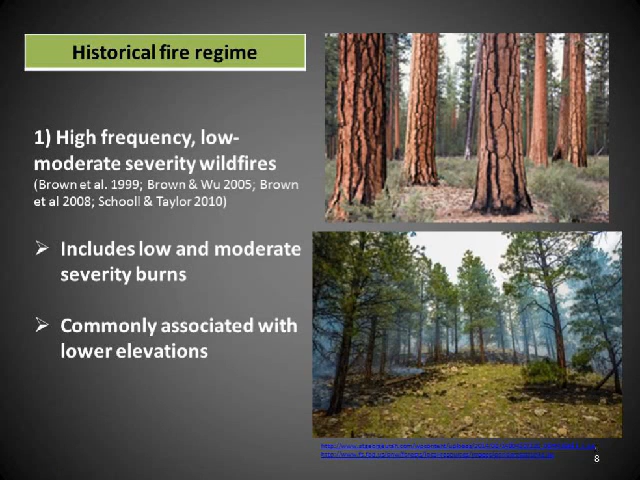 Historical fire regime
1) High frequency, low-
moderate severity wildfires
(Brown et al. 1999; Brown & Wu 2005; Brown
et al 2008; Schooll & Taylor 2010)
➢ Includes low and moderate
severity burns
➢ Commonly associated with
lower elevations
8